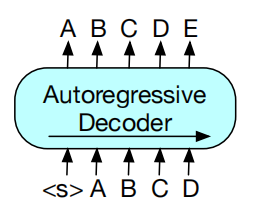 A B C D E
Autoregressive
Decoder
<s> A B C D